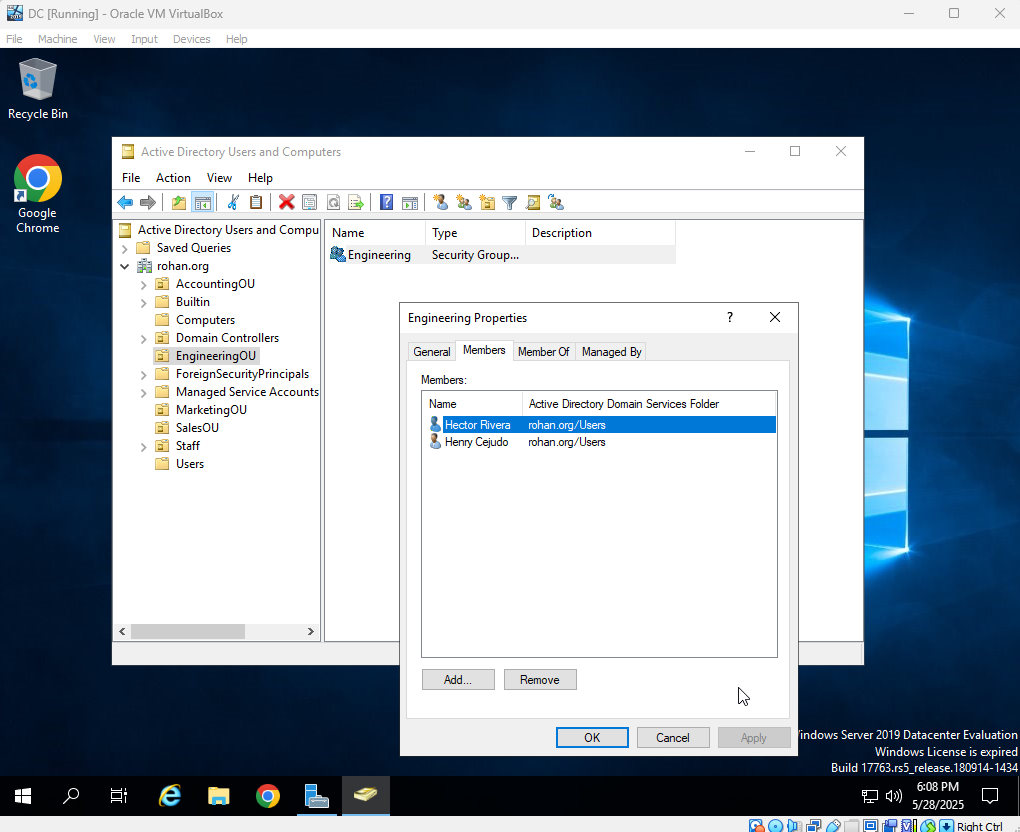 DC [Running] - Oracle VM VirtualBox
File Machine View Input Devices Help
Recycle Bin
Google
Chrome
Active Directory Users and Computers
File Action View Help
Active Directory Users and Compu
Saved Queries
rohan.org
AccountingOU
Builtin
Computers
Domain Controllers
EngineeringOU
ForeignSecurityPrincipals
Managed Service Accounts
MarketingOU
SalesOU
Staff
Users
Name Type Description
Engineering Security Group...
Engineering Properties
General Members Member Of Managed By
Members:
Name Active Directory Domain Services Folder
Hector Rivera rohan.org/Users
Henry Cejudo rohan.org/Users
Add... Remove
OK Cancel Apply
Windows Server 2019 Datacenter Evaluation
Windows License is expired
Build 17763.rs5_release.180914-1434
6:08 PM
5/28/2025
Right Ctrl